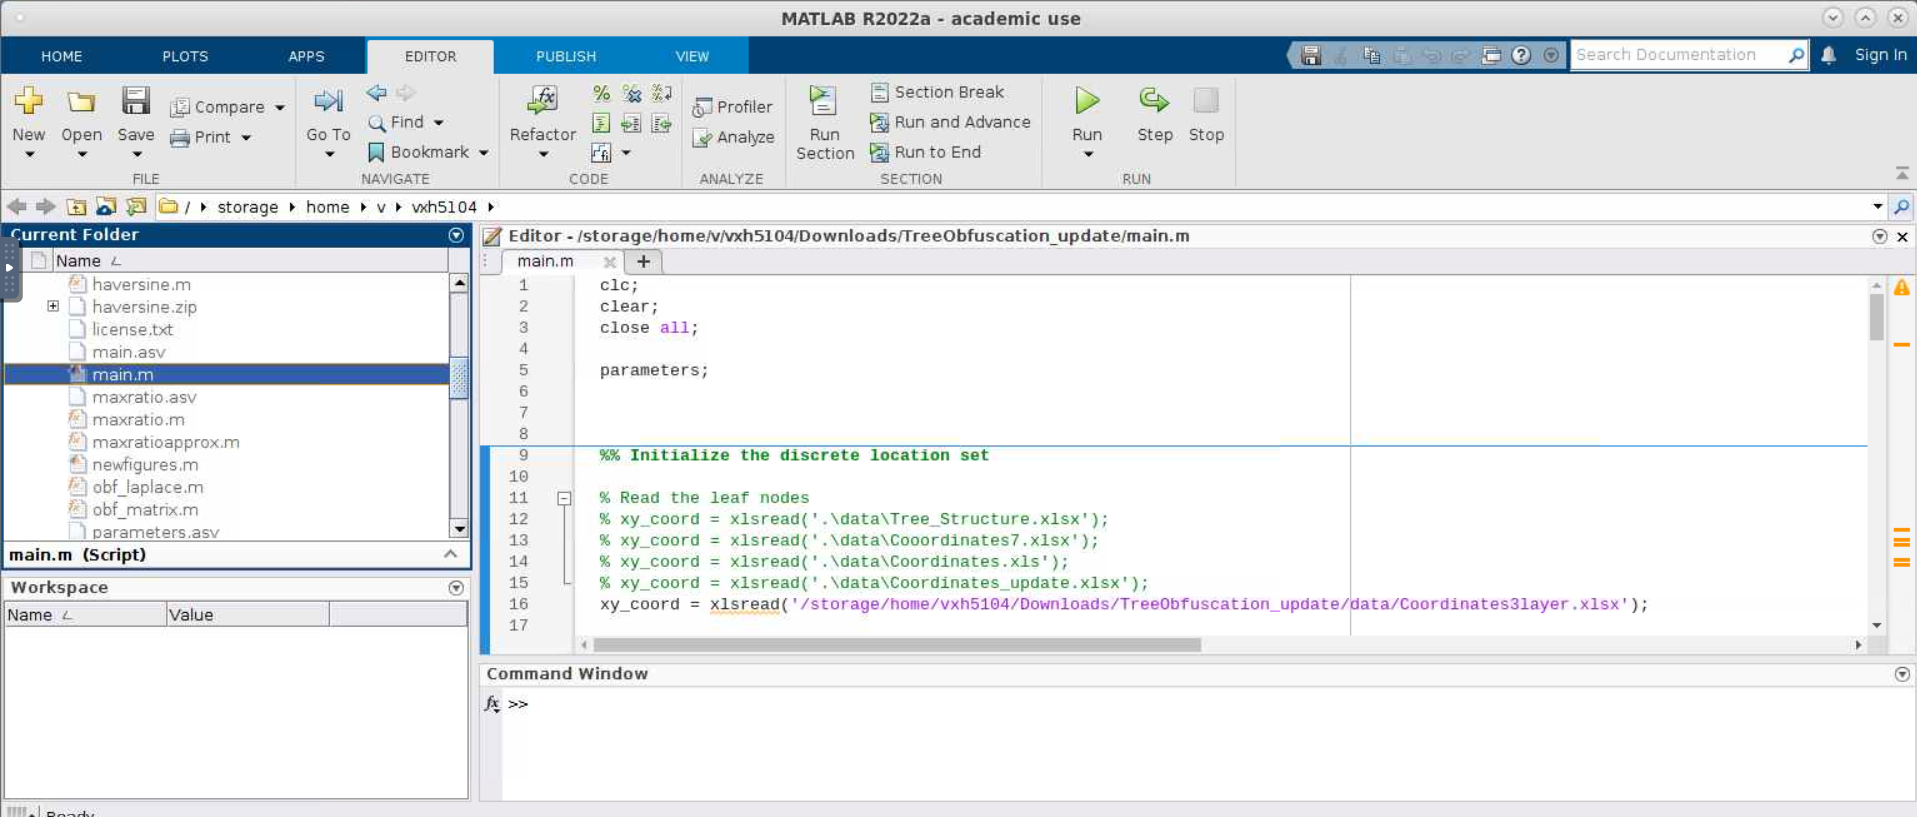 MATLAB R2022a - academic use
HOME PLOTS APPS EDITOR PUBLISH VIEW Search Documentation Sign In
New Open Save Compare Print
Go To Find Bookmark
Refactor
Profiler Analyze
Run Section Section Break Run and Advance Run to End
Run Step Stop
FILE NAVIGATE CODE ANALYZE SECTION RUN
/ storage home v vxh5104
Current Folder
Name
haversine.m
haversine.zip
license.txt
main.asv
main.m
maxratio.asv
maxratio.m
maxratioapprox.m
newfigures.m
obf_laplace.m
obf_matrix.m
parameters.asv
main.m (Script)
Workspace
Name Value
Editor - /storage/home/v/vxh5104/Downloads/TreeObfuscation_update/main.m
main.m +
1 clc;
2 clear;
3 close all;
4
5 parameters;
6
7
8
9 %% Initialize the discrete location set
10
11 % Read the leaf nodes
12 % xy_coord = xlsread('.\data\Tree_Structure.xlsx');
13 % xy_coord = xlsread('.\data\Cooordinates7.xlsx');
14 % xy_coord = xlsread('.\data\Coordinates.xls');
15 % xy_coord = xlsread('.\data\Coordinates_update.xlsx');
16 xy_coord = xlsread('/storage/home/vxh5104/Downloads/TreeObfuscation_update/data/Coordinates3layer.xlsx');
17
Command Window
fx >>
Ready